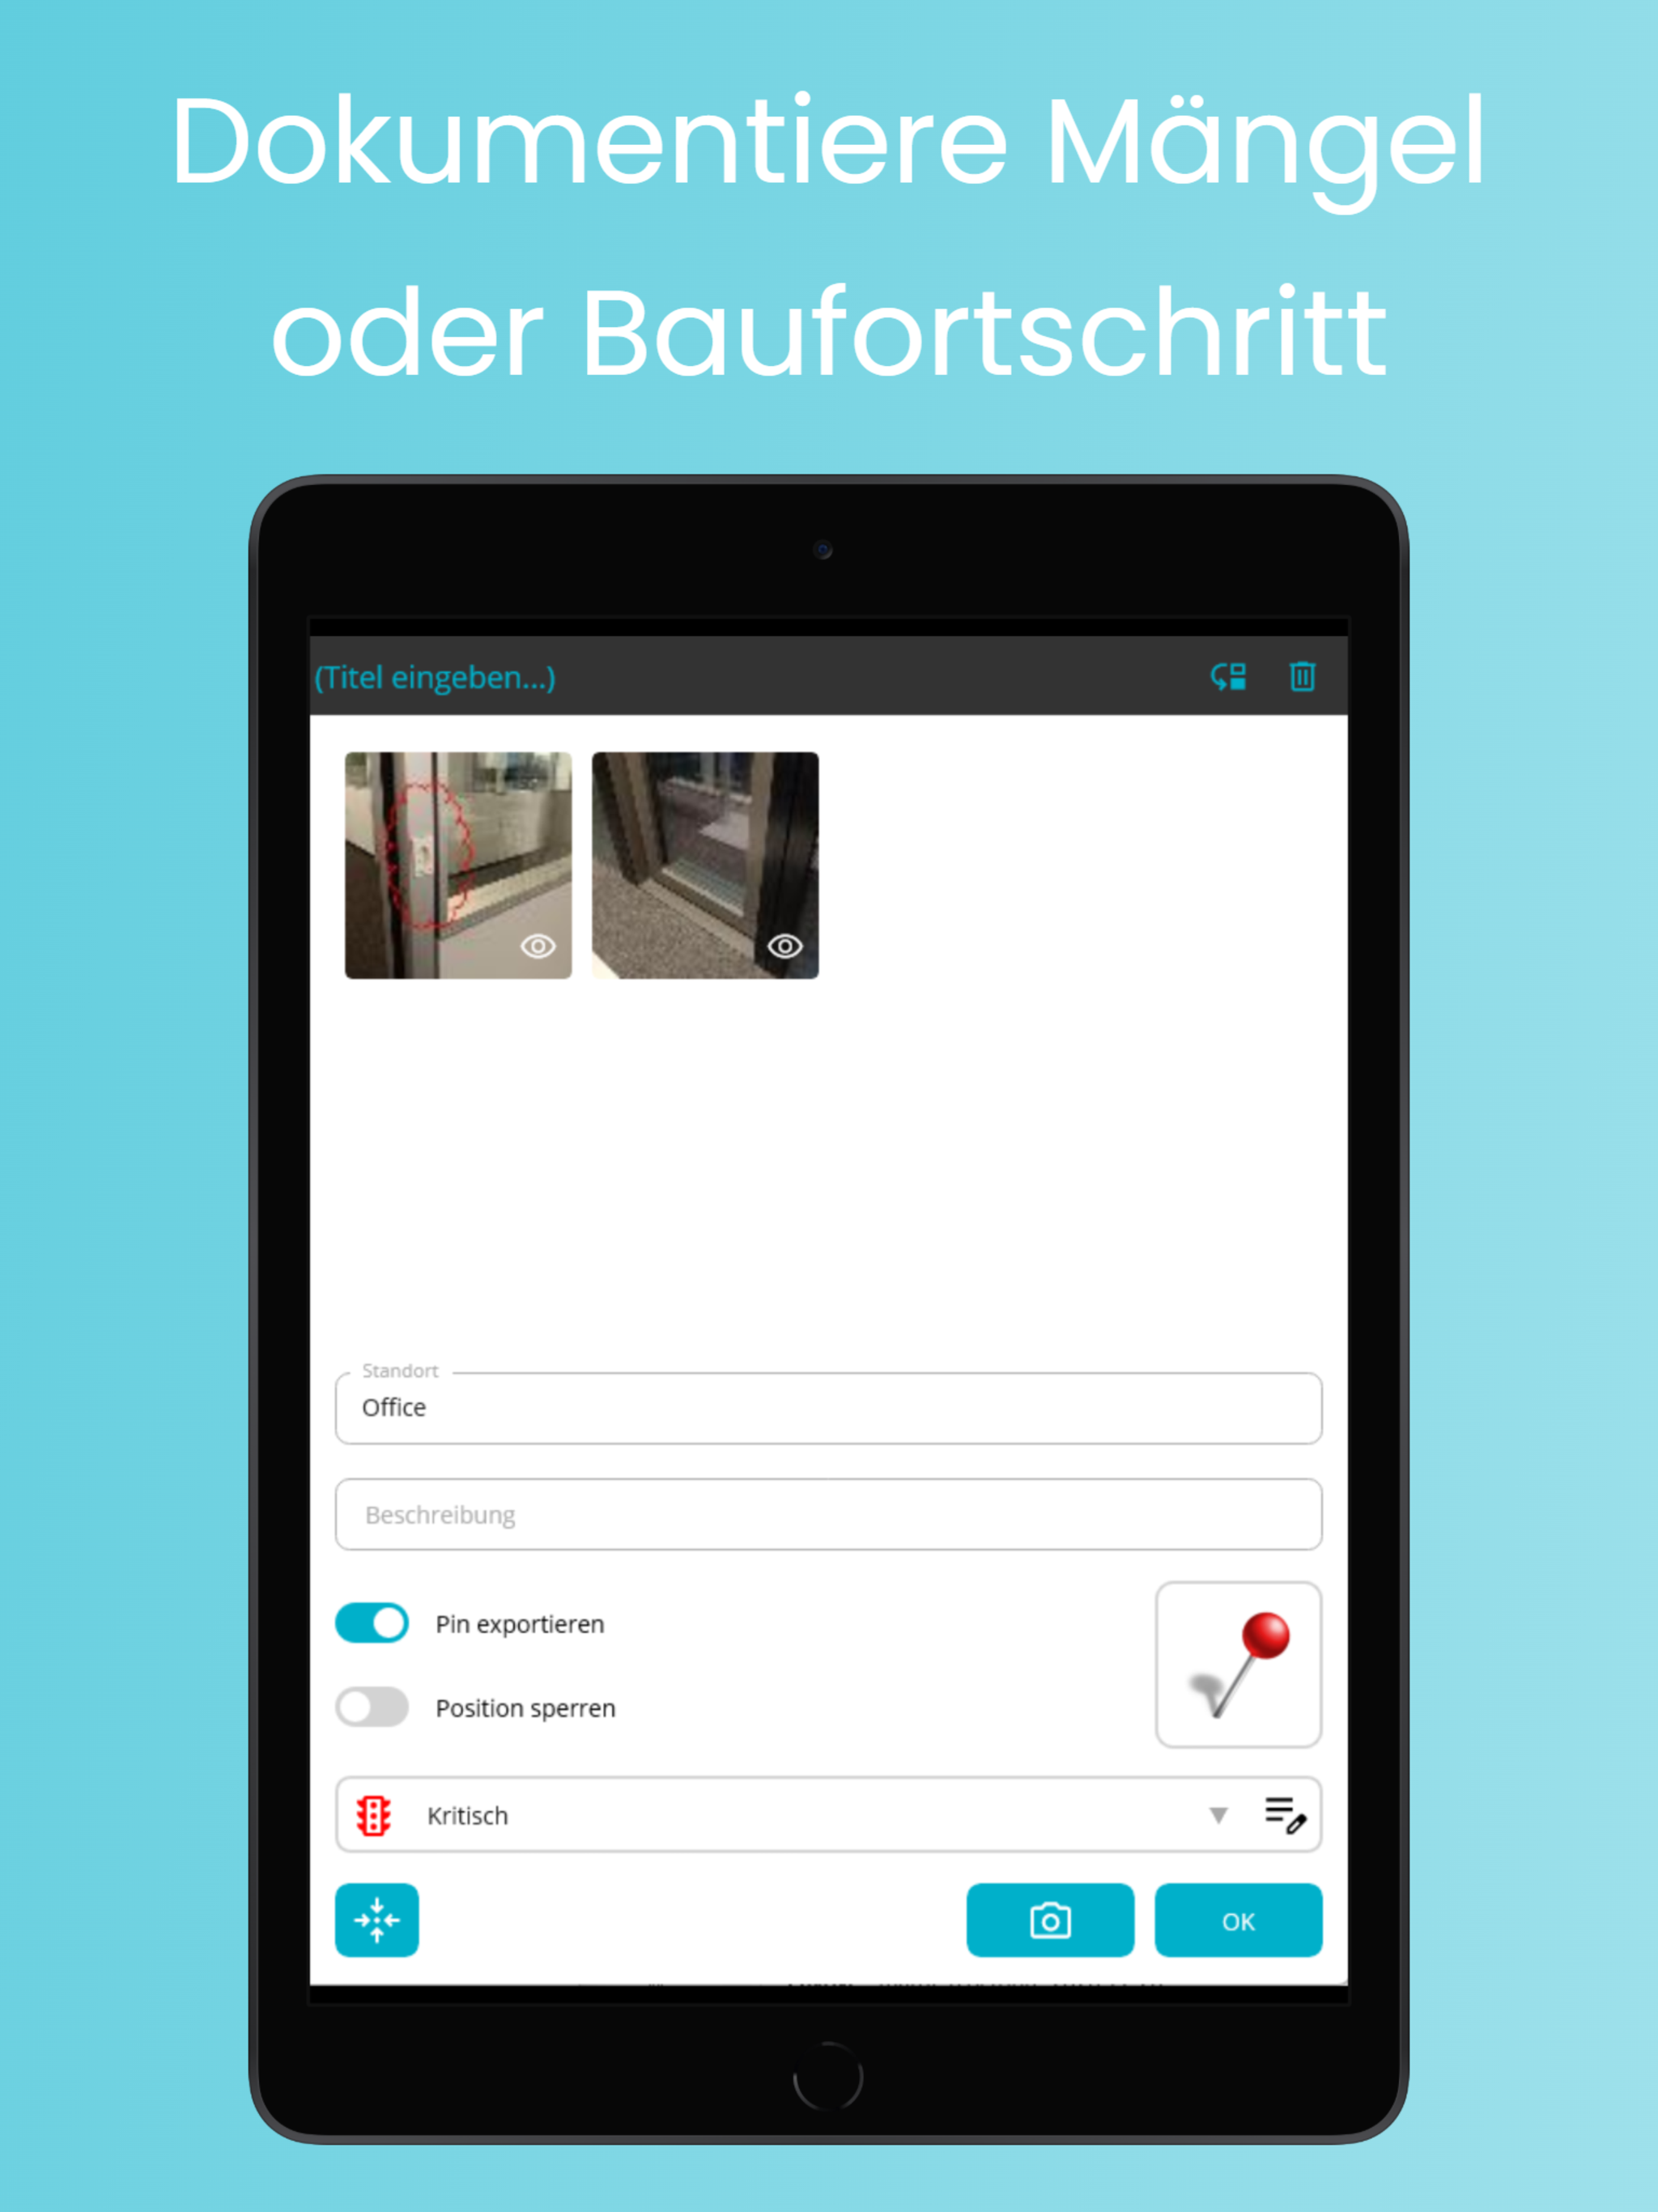 Dokumentiere Mängel
oder Baufortschritt
(Titel eingeben...)
Standort
Office
Beschreibung
Pin exportieren
Position sperren
Kritisch
OK